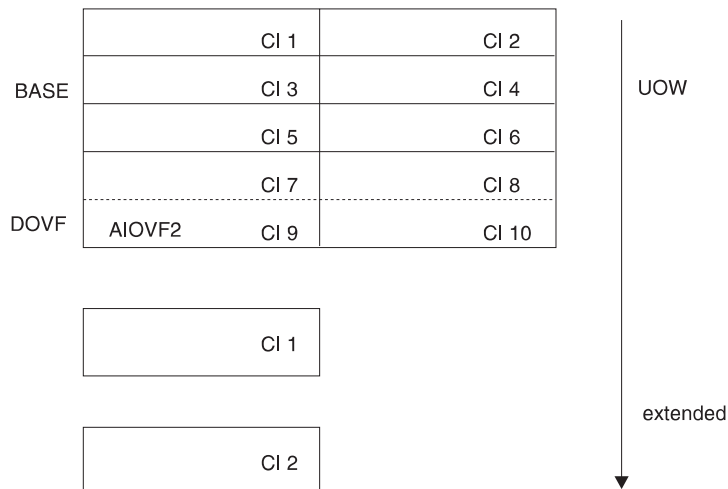 CI 1 CI 2
BASE CI 3 CI 4 UOW
CI 5 CI 6
CI 7 CI 8
DOVF AIOVF2 CI 9 CI 10
CI 1
extended
CI 2